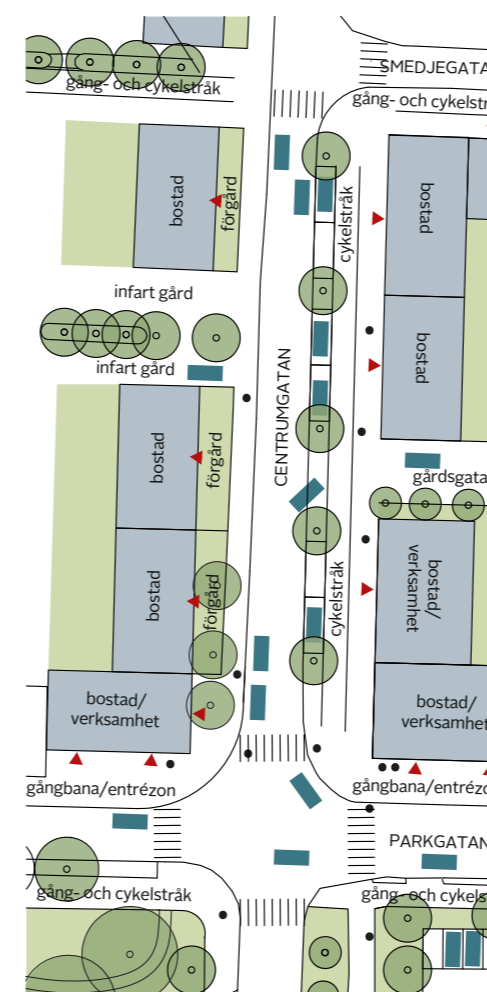 SMEDJEGATA
gång- och cykelstråk
gång- och cykelstr
bostad
förgård
cykelstråk
bostad
infart gård
bostad
infart gård
CENTRUMGATAN
bostad
förgård
gårdsgata
bostad/
verksamhet
bostad
förgård
cykelstråk
bostad/
verksamhet
bostad/
verksamhet
gångbana/entrézon
gångbana/entrézo
PARKGATAN
gång- och cykelstråk
gång- och cykels